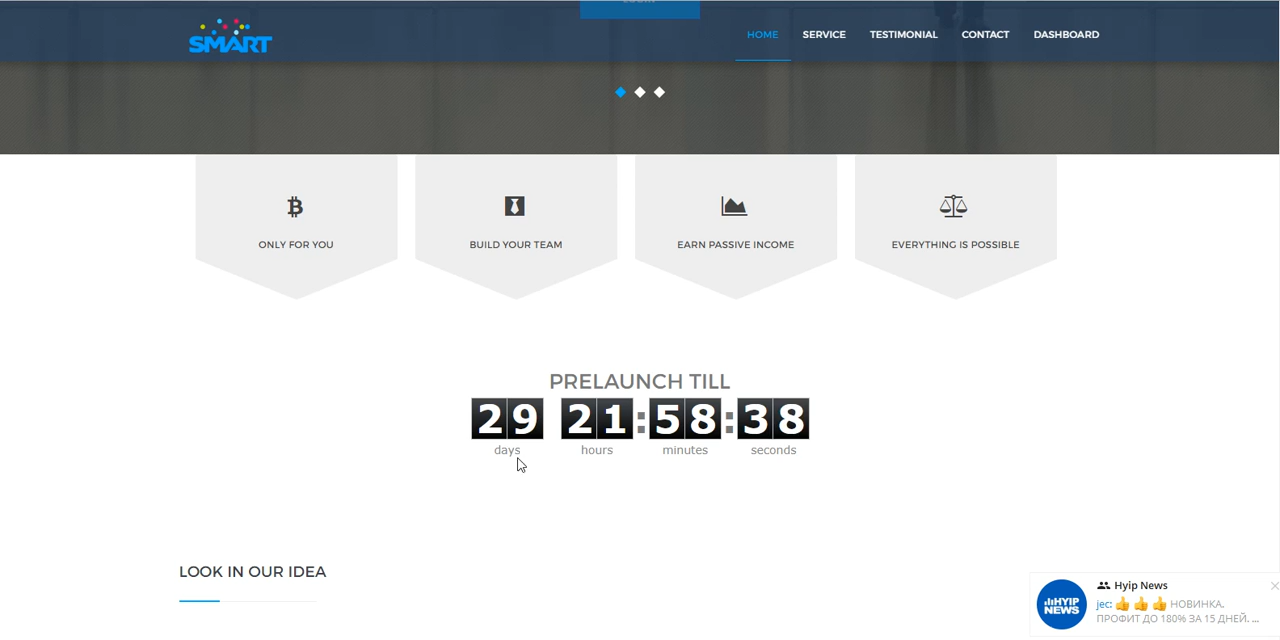 SMART
HOME SERVICE TESTIMONIAL CONTACT DASHBOARD
ONLY FOR YOU
BUILD YOUR TEAM
EARN PASSIVE INCOME
EVERYTHING IS POSSIBLE
PRELAUNCH TILL
29 21:58:38
days hours minutes seconds
LOOK IN OUR IDEA
HYIP NEWS
Hyip News
jec: 👍 👍 👍 НОВИНКА.
ПРОФИТ ДО 180% ЗА 15 ДНЕЙ. ...